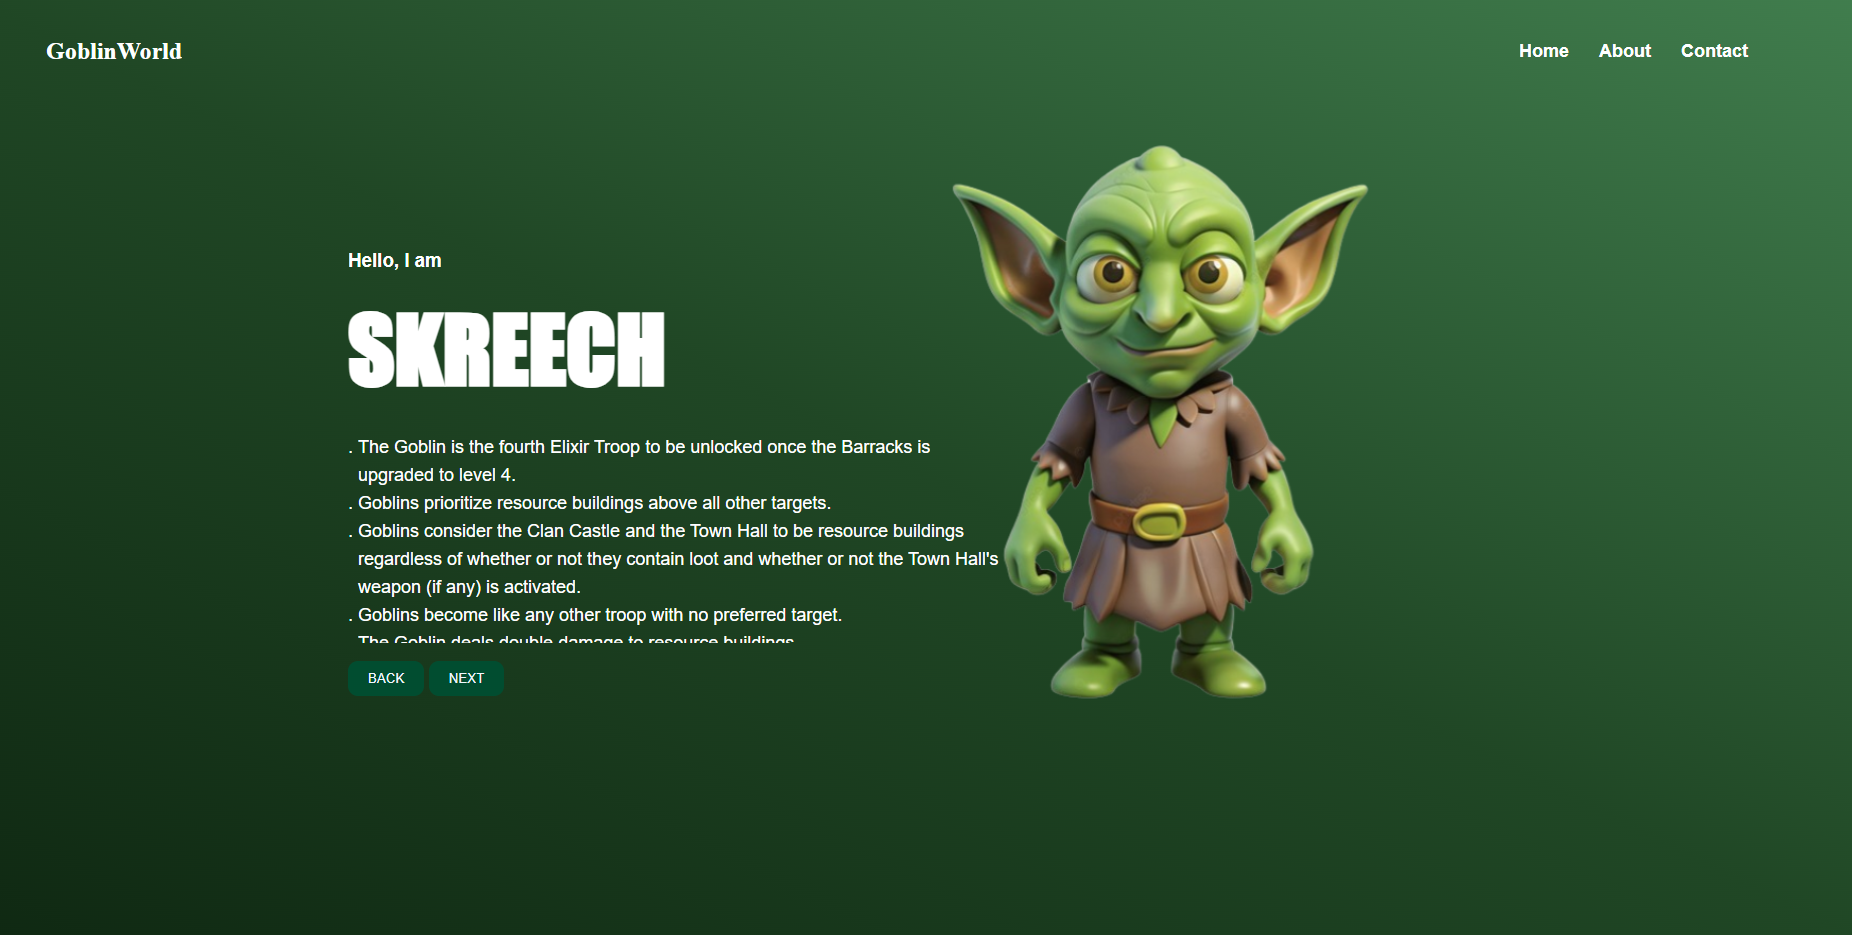 GoblinWorld
Home About Contact
Hello, I am
SKREECH
. The Goblin is the fourth Elixir Troop to be unlocked once the Barracks is
upgraded to level 4.
. Goblins prioritize resource buildings above all other targets.
. Goblins consider the Clan Castle and the Town Hall to be resource buildings
regardless of whether or not they contain loot and whether or not the Town Hall's
weapon (if any) is activated.
. Goblins become like any other troop with no preferred target.
The Goblin deals double damage to resource buildings
BACK NEXT